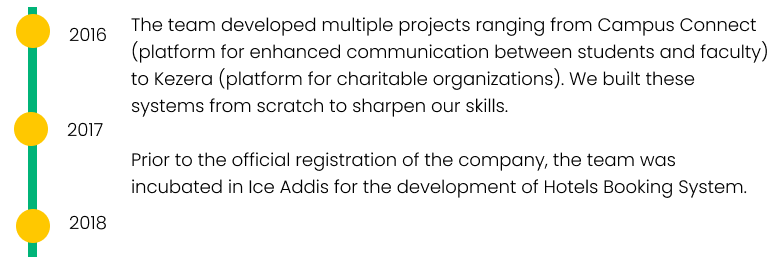 2016
The team developed multiple projects ranging from Campus Connect
(platform for enhanced communication between students and faculty)
to Kezera (platform for charitable organizations). We built these
systems from scratch to sharpen our skills.
2017
Prior to the official registration of the company, the team was
incubated in Ice Addis for the development of Hotels Booking System.
2018